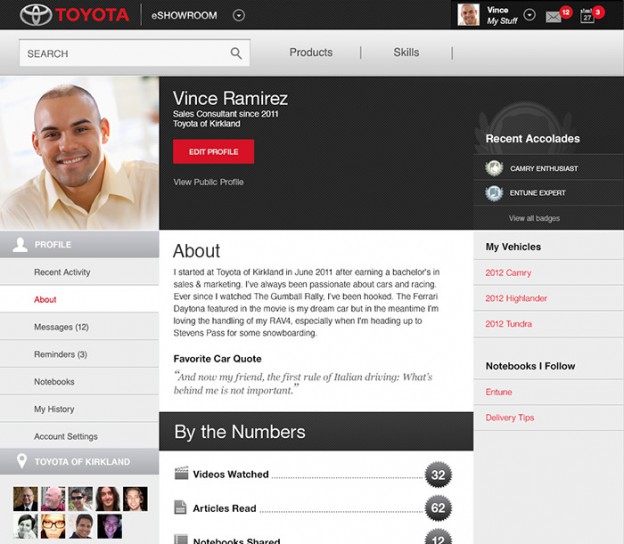 TOYOTA
eSHOWROOM
Vince
My Stuff
12
27
3
SEARCH
Products
Skills
Vince Ramirez
Sales Consultant since 2011
Toyota of Kirkland
EDIT PROFILE
View Public Profile
Recent Accolades
CAMRY ENTHUSIAST
ENTUNE EXPERT
View all badges
PROFILE
Recent Activity
About
Messages (12)
Reminders (3)
Notebooks
My History
Account Settings
TOYOTA OF KIRKLAND
About
I started at Toyota of Kirkland in June 2011 after earning a bachelor's in
sales & marketing. I've always been passionate about cars and racing.
Ever since I watched The Gumball Rally, I've been hooked. The Ferrari
Daytona featured in the movie is my dream car but in the meantime I'm
loving the handling of my RAV4, especially when I'm heading up to
Stevens Pass for some snowboarding.
Favorite Car Quote
“And now my friend, the first rule of Italian driving: What's
behind me is not important.”
By the Numbers
Videos Watched 32
Articles Read 62
Notebooks Shared 12
My Vehicles
2012 Camry
2012 Highlander
2012 Tundra
Notebooks I Follow
Entune
Delivery Tips